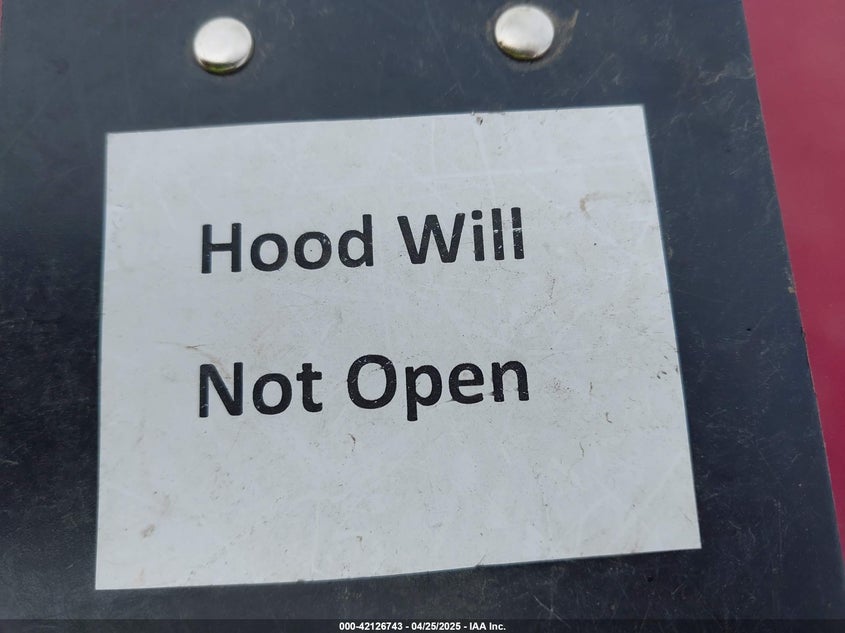 Hood Will
Not Open
000-42126743 - 04/25/2025 - IAA Inc.